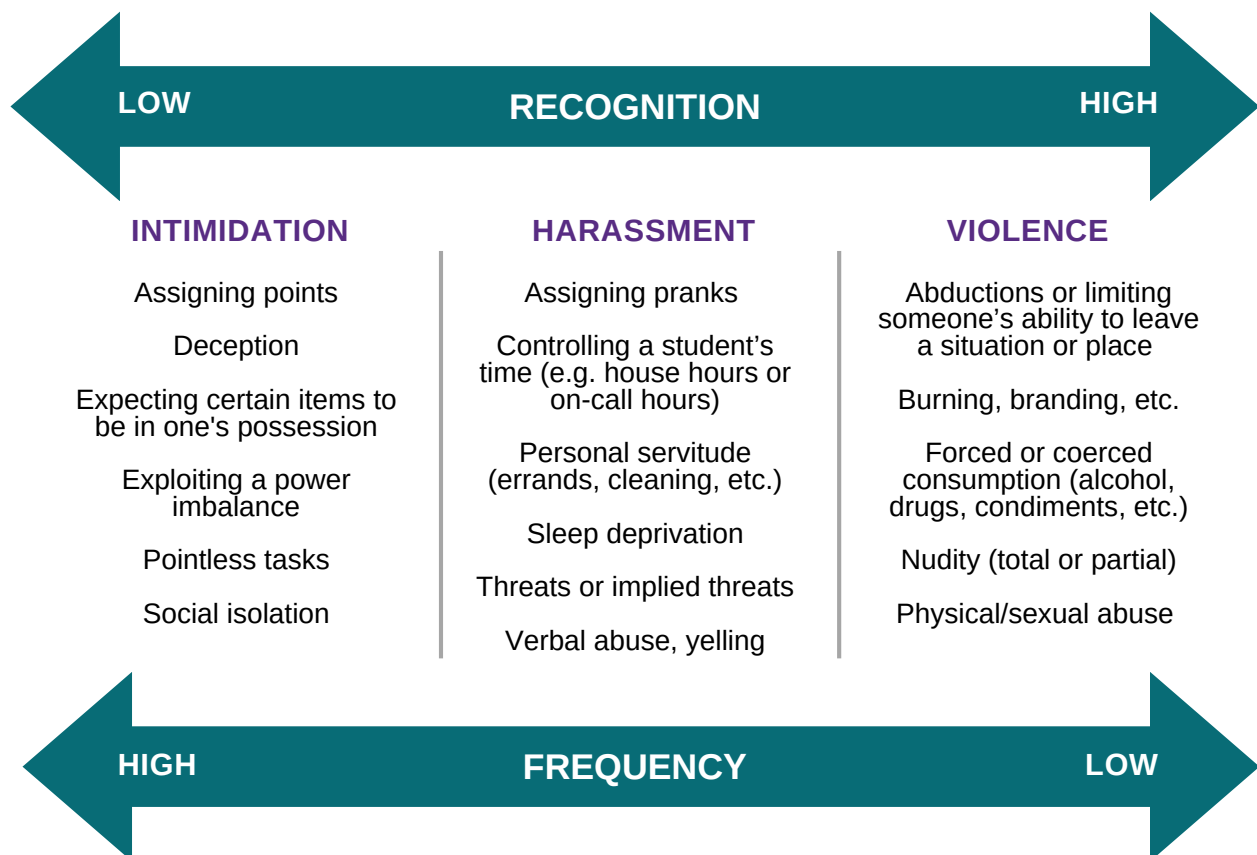 LOW RECOGNITION HIGH
INTIMIDATION
Assigning points
Deception
Expecting certain items to
be in one's possession
Exploiting a power
imbalance
Pointless tasks
Social isolation
HARASSMENT
Assigning pranks
Controlling a student’s
time (e.g. house hours or
on-call hours)
Personal servitude
(errands, cleaning, etc.)
Sleep deprivation
Threats or implied threats
Verbal abuse, yelling
VIOLENCE
Abductions or limiting
someone’s ability to leave
a situation or place
Burning, branding, etc.
Forced or coerced
consumption (alcohol,
drugs, condiments, etc.)
Nudity (total or partial)
Physical/sexual abuse
HIGH FREQUENCY LOW